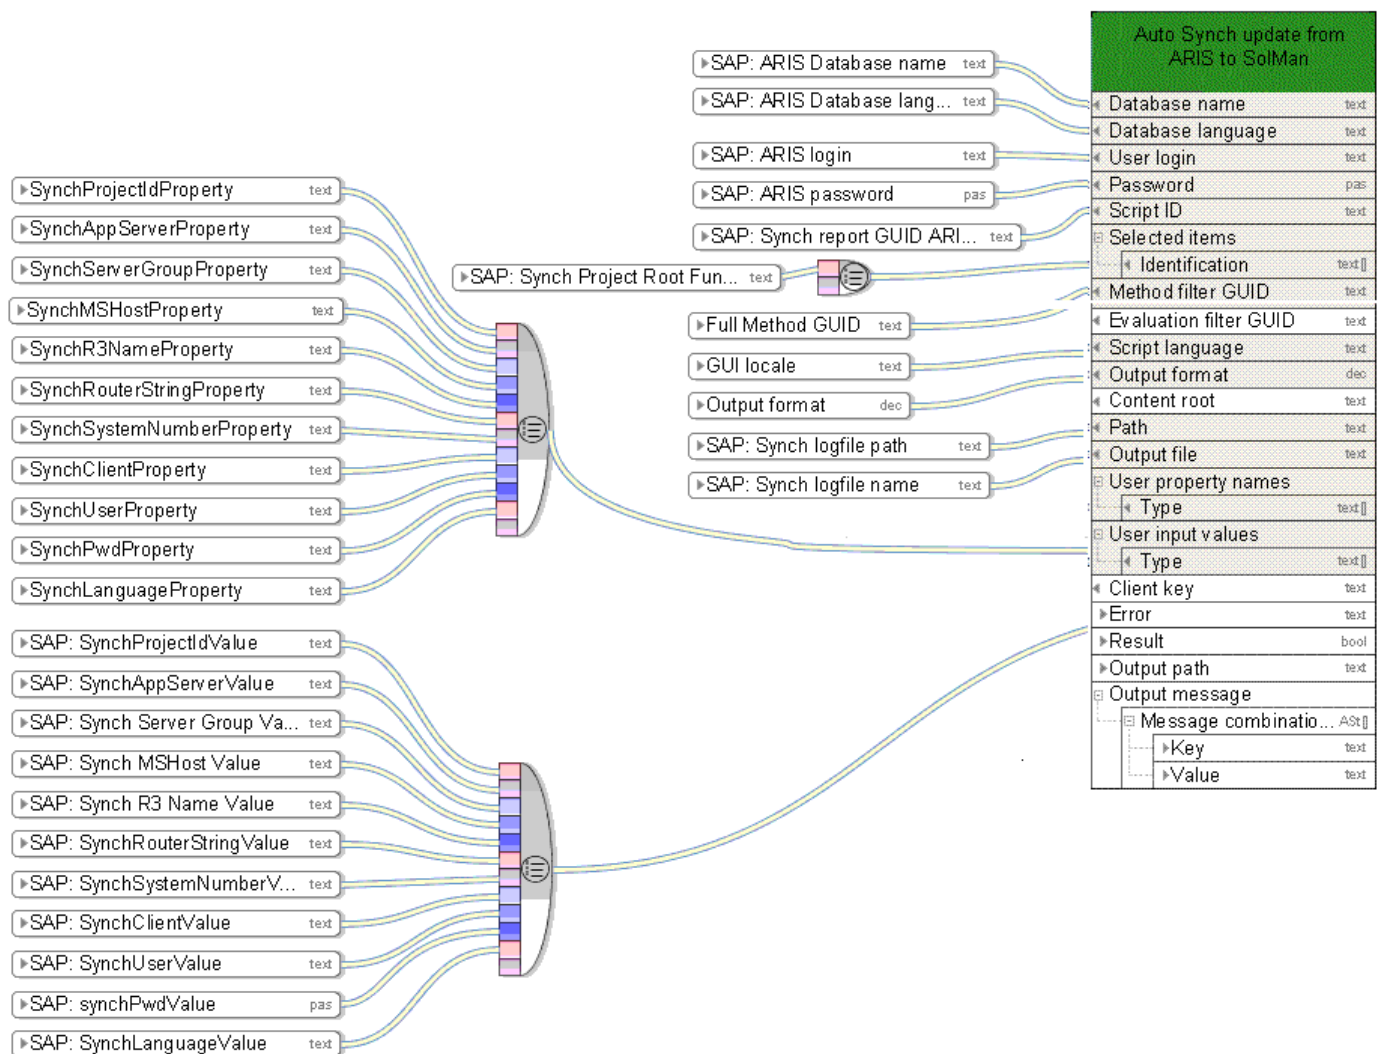 Auto Synch update from
ARIS to SolMan
SAP: ARIS Database name text
SAP: ARIS Database lang... text
SAP: ARIS login text
SAP: ARIS password pas
SAP: Synch report GUID ARI... text
SAP: Synch Project Root Fun... text
Full Method GUID text
GUI locale text
Output format dec
SAP: Synch logfile path text
SAP: Synch logfile name text
Database name text
Database language text
User login text
Password pas
Script ID text
Selected items
Identification text[]
Method filter GUID text
Evaluation filter GUID text
Script language text
Output format dec
Content root text
Path text
Output file text
User property names
Type text[]
User input values
Type text[]
Client key text
Error text
Result bool
Output path text
Output message
Message combinatio... ASt[]
Key text
Value text
SynchProjectIdProperty text
SynchAppServerProperty text
SynchServerGroupProperty text
SynchMSHostProperty text
SynchR3NameProperty text
SynchRouterStringProperty text
SynchSystemNumberProperty text
SynchClientProperty text
SynchUserProperty text
SynchPwdProperty text
SynchLanguageProperty text
SAP: SynchProjectIdValue text
SAP: SynchAppServerValue text
SAP: Synch Server Group Va... text
SAP: Synch MSHost Value text
SAP: Synch R3 Name Value text
SAP: SynchRouterStringValue text
SAP: SynchSystemNumberV... text
SAP: SynchClientValue text
SAP: SynchUserValue text
SAP: synchPwdValue pas
SAP: SynchLanguageValue text